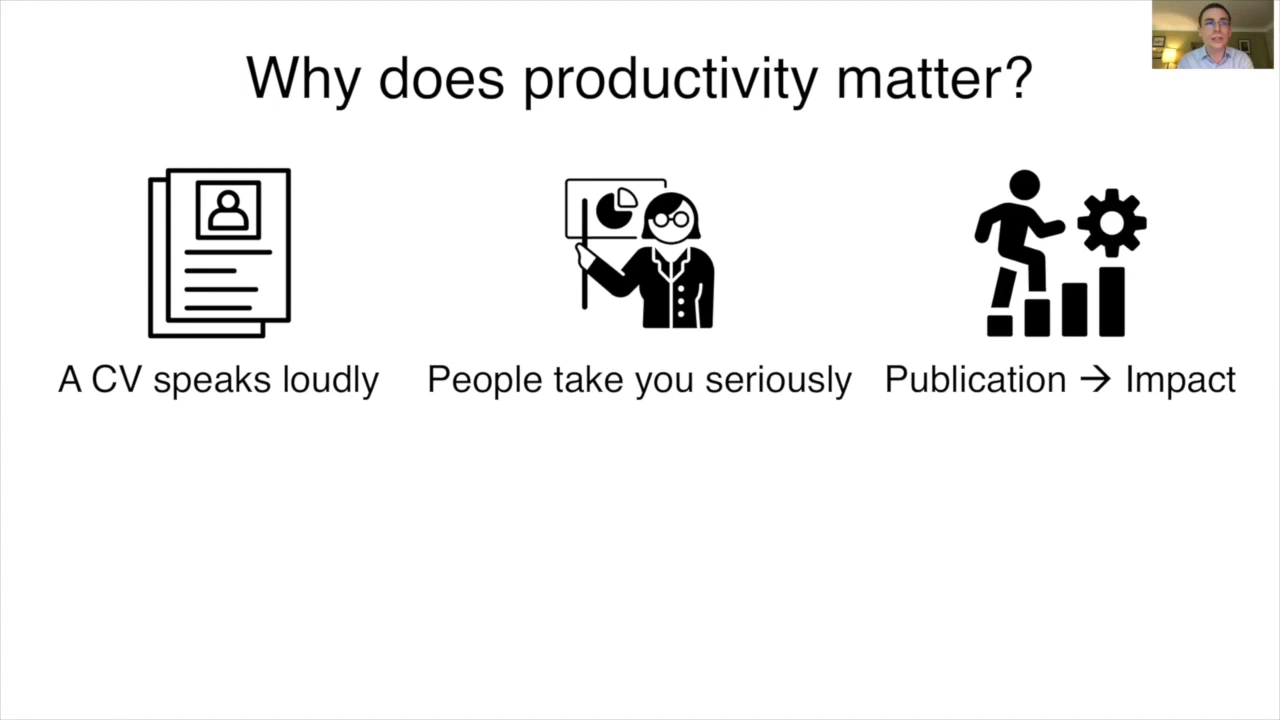 Why does productivity matter?
A CV speaks loudly
People take you seriously
Publication → Impact